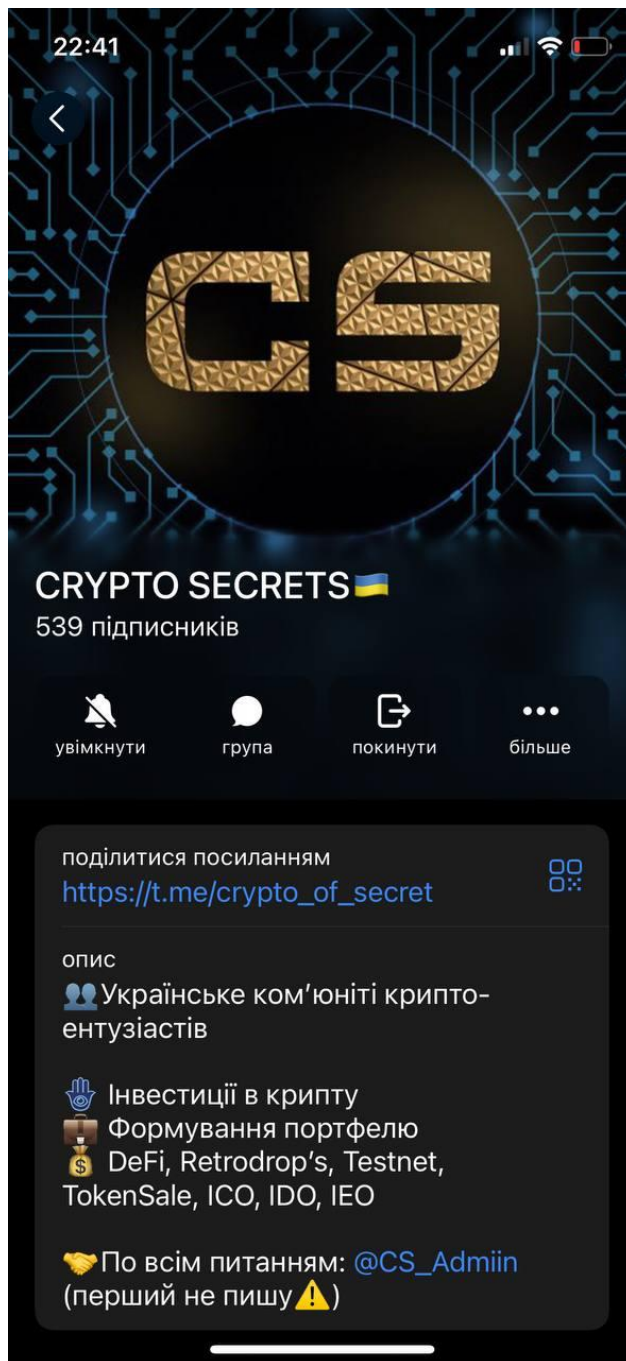 22:41
CS
CRYPTO SECRETS🇺🇦
539 підписників
увімкнути
група
покинути
більше
поділитися посиланням
https://t.me/crypto_of_secret
опис
👥Українське ком’юніті крипто-
ентузіастів
🪬 Інвестиції в крипту
💼 Формування портфелю
💰 DeFi, Retrodrop’s, Testnet,
TokenSale, ICO, IDO, IEO
🤝По всім питанням: @CS_Admiin
(перший не пишу⚠️)